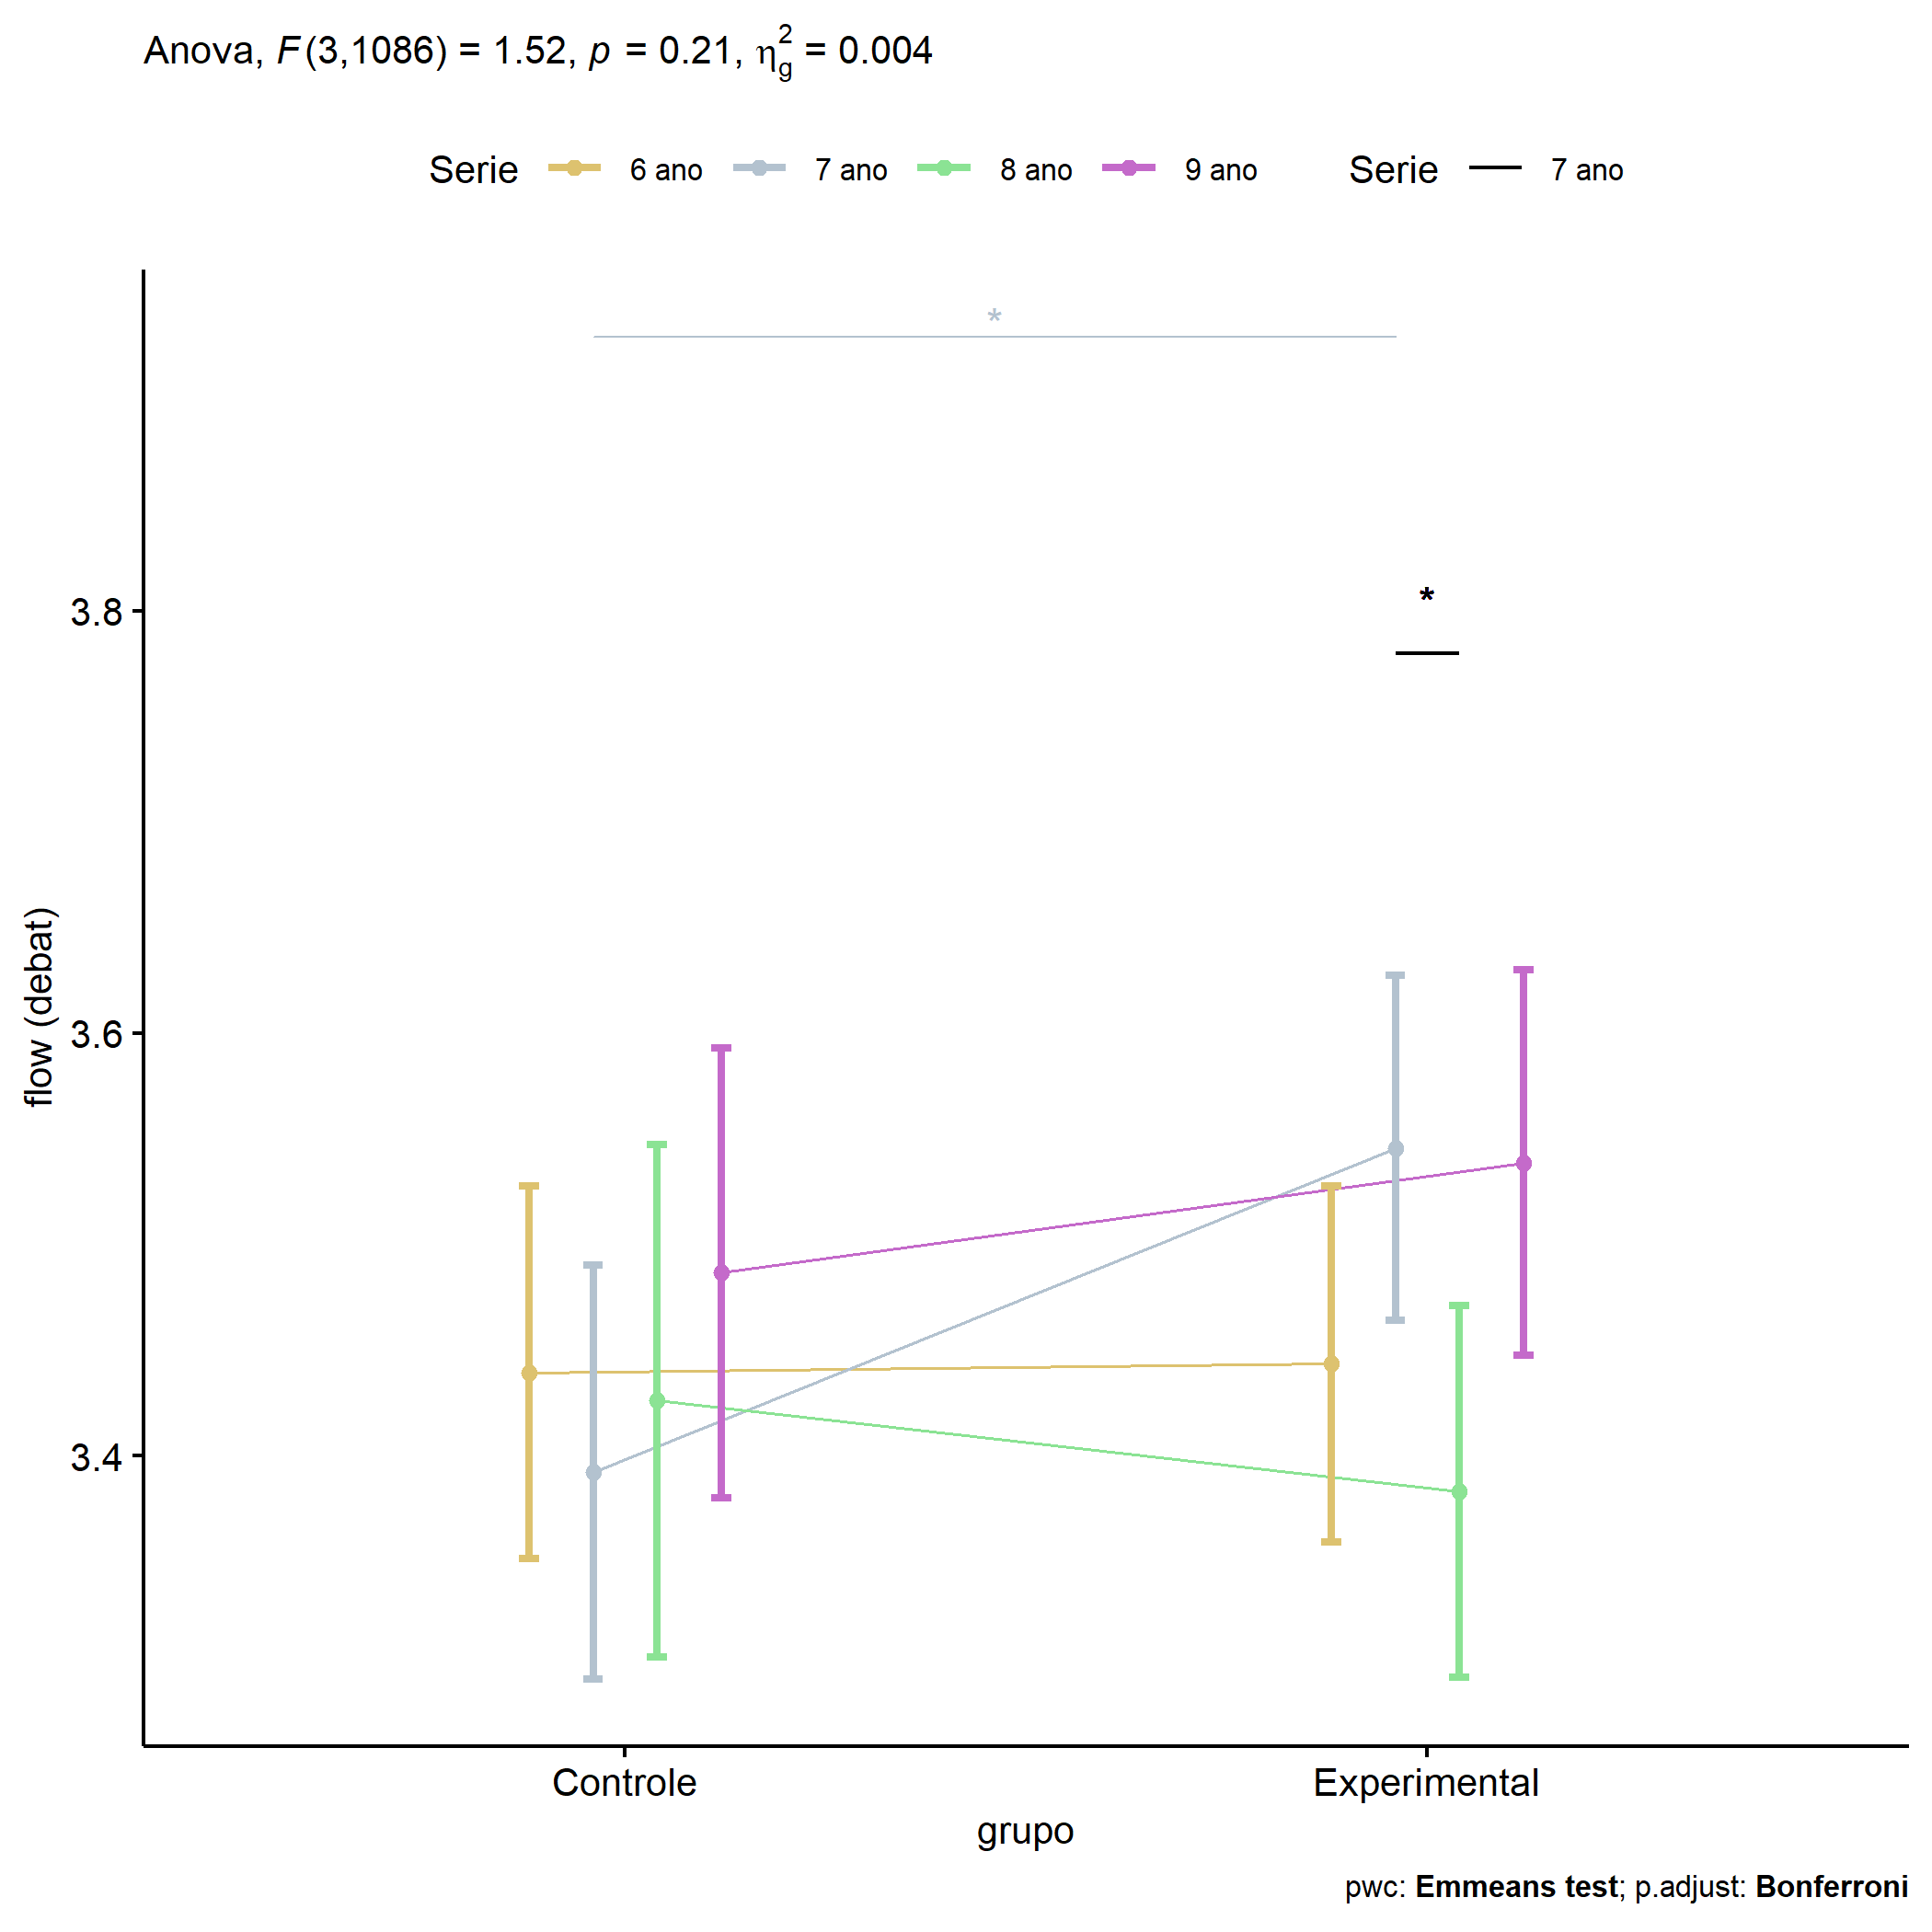 Anova, F(3,1086) = 1.52, p = 0.21, η²g = 0.004
Serie 6 ano 7 ano 8 ano 9 ano Serie 7 ano
*
*
3.8
3.6
3.4
flow (debat)
Controle Experimental
grupo
pwc: Emmeans test; p.adjust: Bonferroni